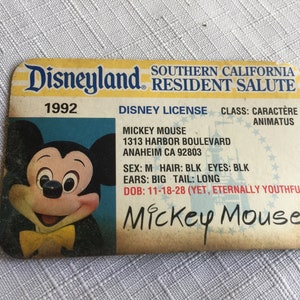 Disneyland® SOUTHERN CALIFORNIA
RESIDENT SALUTE
1992 DISNEY LICENSE CLASS: CARACTÈRE
ANIMATUS
MICKEY MOUSE
1313 HARBOR BOULEVARD
ANAHEIM CA 92803
SEX: M HAIR: BLK EYES: BLK
EARS: BIG TAIL: LONG
DOB: 11-18-28 (YET, ETERNALLY YOUTHFU
Mickey Mouse